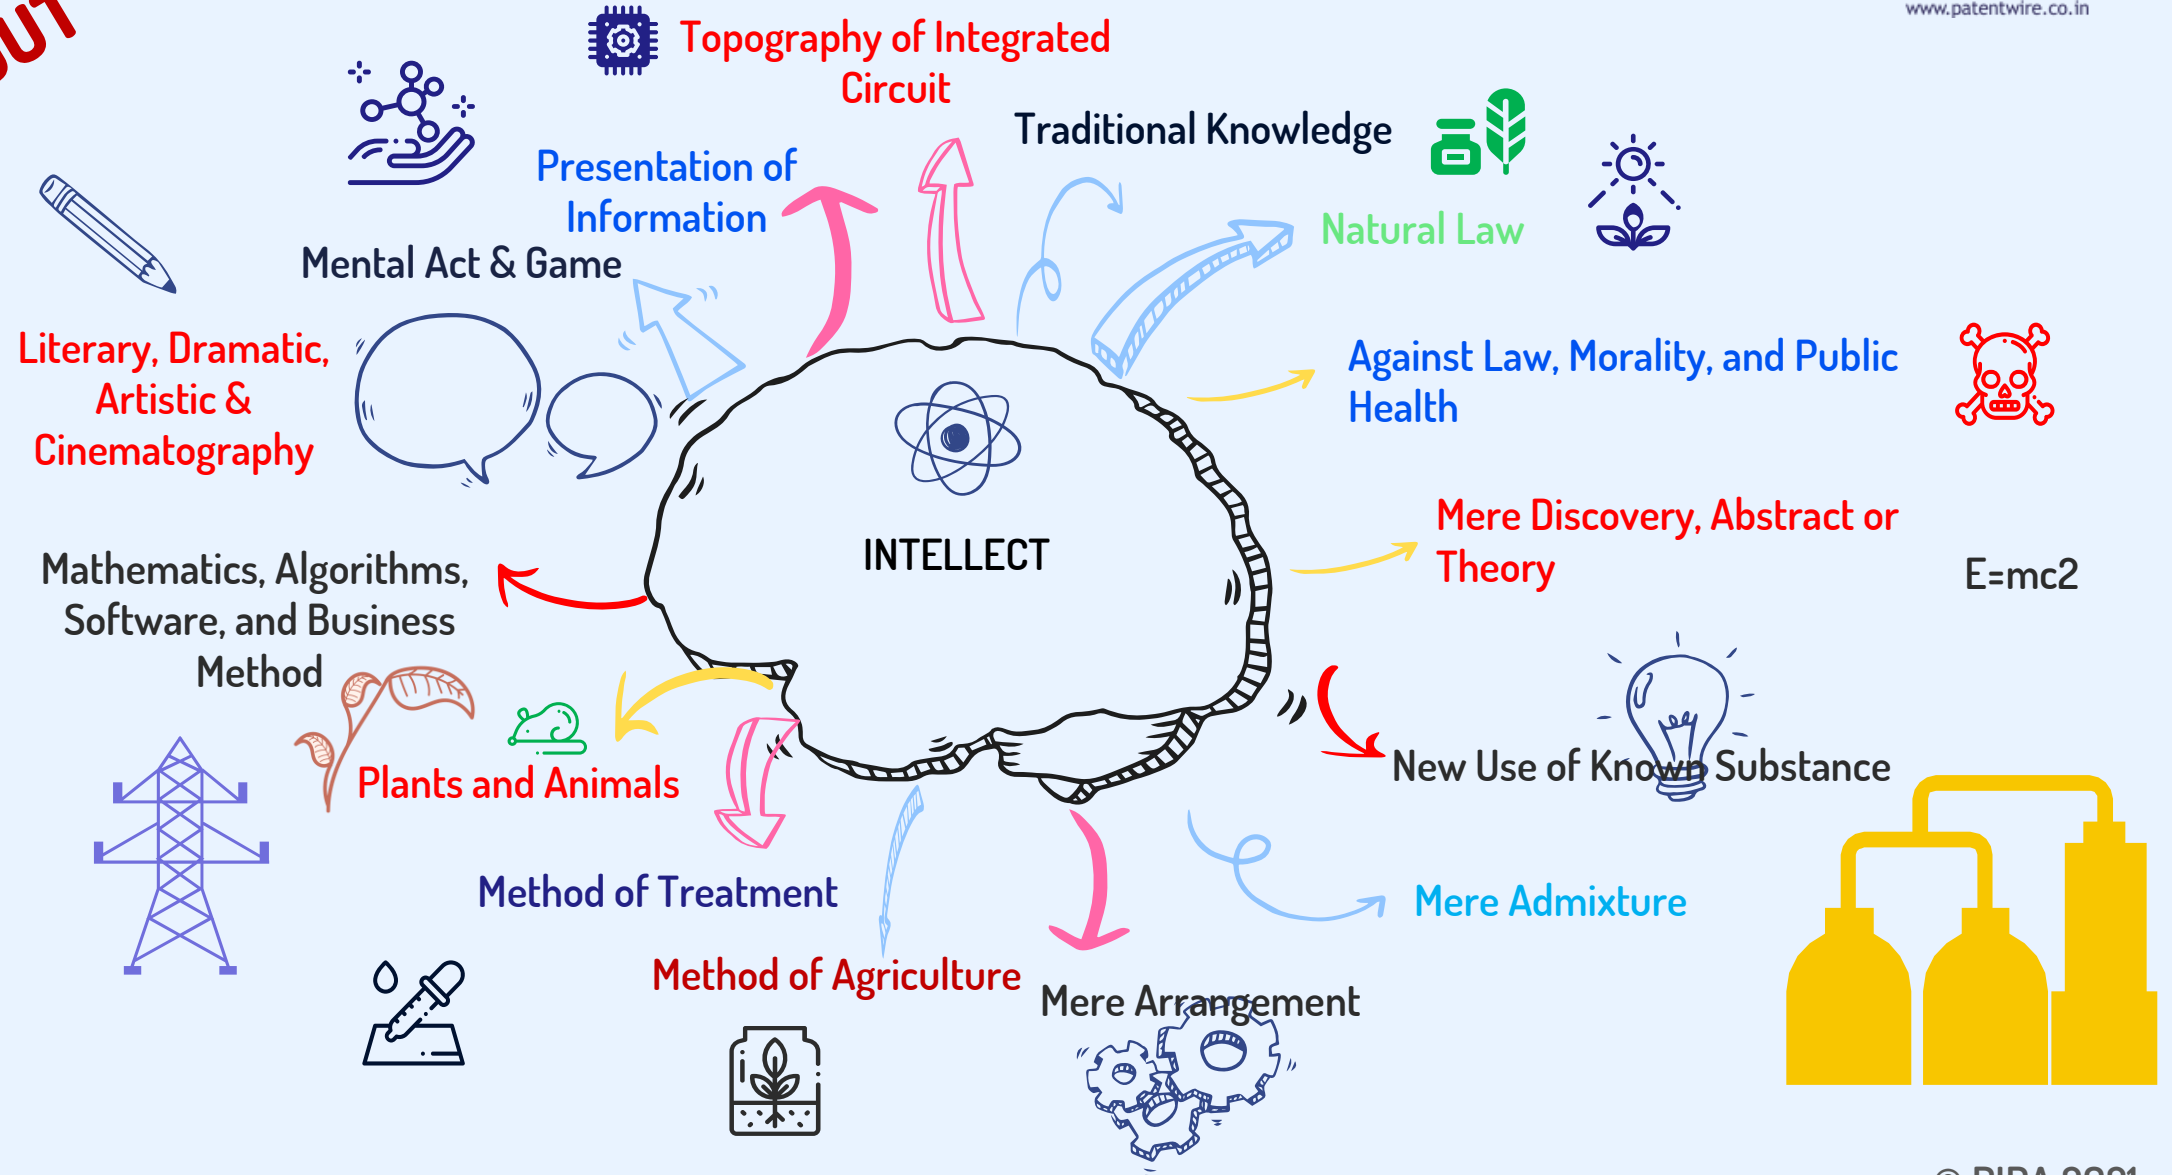 www.patentwire.co.in
Topography of Integrated
Circuit
Traditional Knowledge
Presentation of
Information
Natural Law
Mental Act & Game
Literary, Dramatic,
Artistic &
Cinematography
Against Law, Morality, and Public
Health
INTELLECT
Mere Discovery, Abstract or
Theory
E=mc2
Mathematics, Algorithms,
Software, and Business
Method
New Use of Known Substance
Plants and Animals
Method of Treatment
Mere Admixture
Method of Agriculture
Mere Arrangement